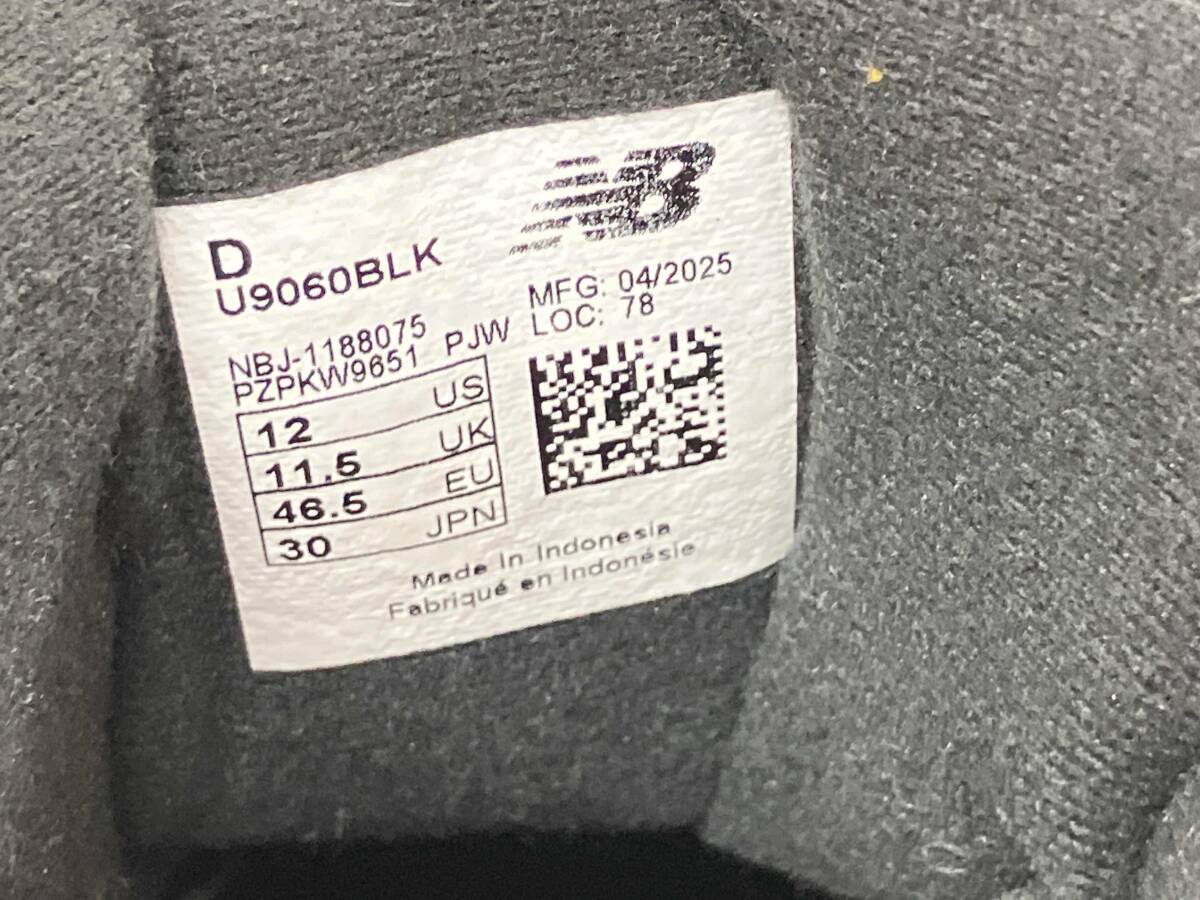 NB
D
U9060BLK
MFG: 04/2025
LOC: 78
NBJ-1188075
PZPKW9651 PJW
12 US
11.5 UK
46.5 EU
30 JPN
Made In Indonesia
Fabriqué en Indonésie